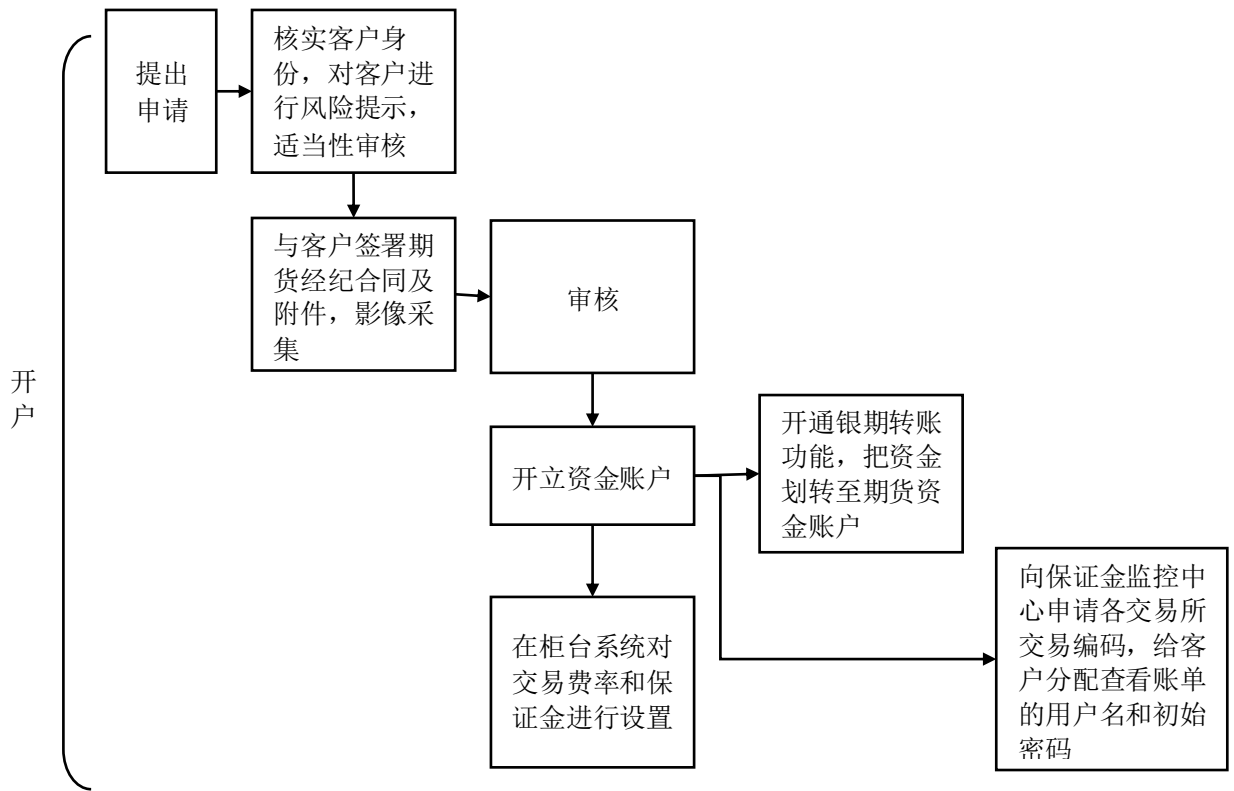 提出
申请
核实客户身
份，对客户进
行风险提示，
适当性审核
与客户签署期
货经纪合同及
附件，影像采
集
审核
开
户
开立资金账户
开通银期转账
功能，把资金
划转至期货资
金账户
在柜台系统对
交易费率和保
证金进行设置
向保证金监控中
心申请各交易所
交易编码，给客
户分配查看账单
的用户名和初始
密码